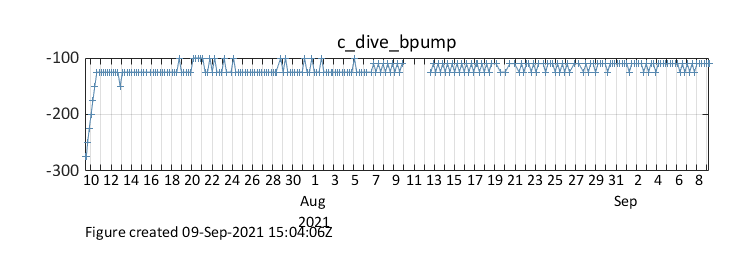 c_dive_bpump
-100
-200
-300
10 12 14 16 18 20 22 24 26 28 30 1 3 5 7 9 11 13 15 17 19 21 23 25 27 29 31 2 4 6 8
Aug Sep
2021
Figure created 09-Sep-2021 15:04:06Z